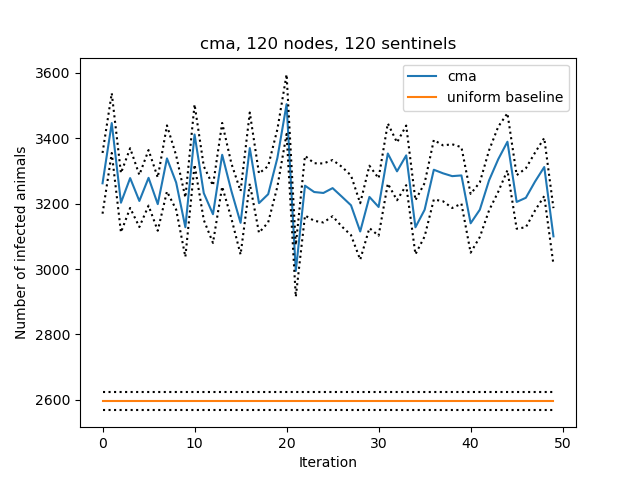 cma, 120 nodes, 120 sentinels
cma
uniform baseline
Number of infected animals
3600
3400
3200
3000
2800
2600
0 10 20 30 40 50
Iteration